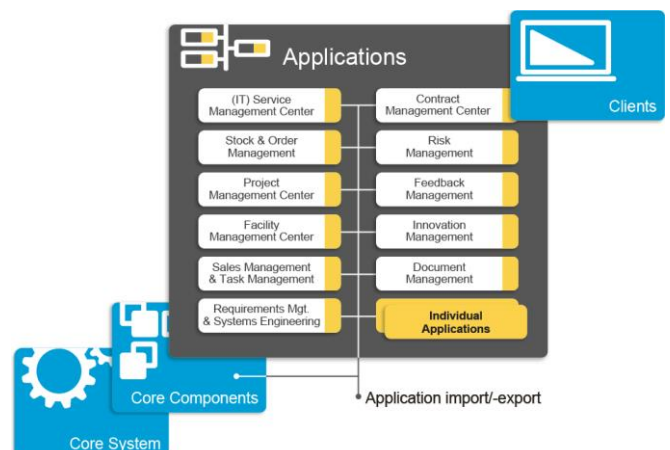 Applications
Clients
(IT) Service
Management Center
Contract
Management Center
Stock & Order
Management
Risk
Management
Project
Management Center
Feedback
Management
Facility
Management Center
Innovation
Management
Sales Management
& Task Management
Document
Management
Requirements Mgt.
& Systems Engineering
Individual
Applications
Core Components
Application import/-export
Core System